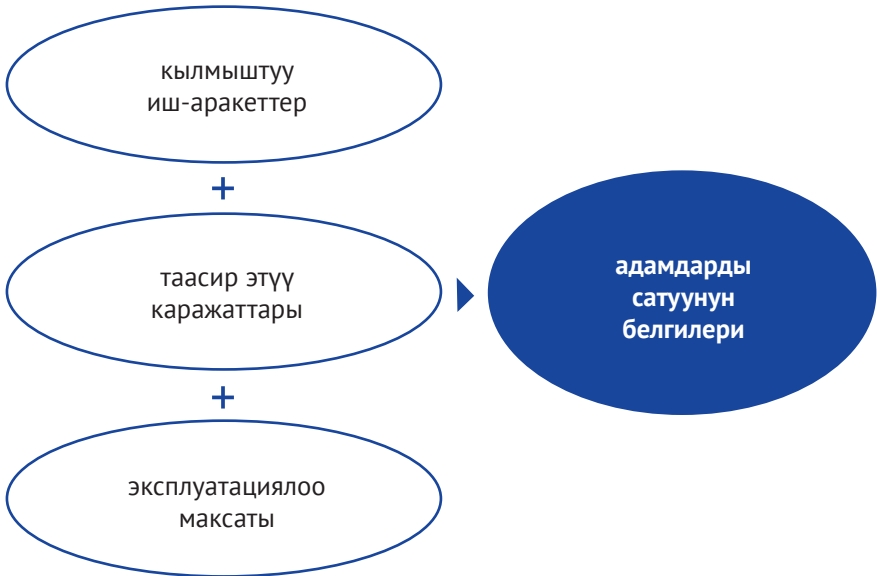 кылмыштуу
иш-аракеттер
+
таасир этүү
каражаттары
+
эксплуатациялоо
максаты
адамдарды
сатуунун
белгилери